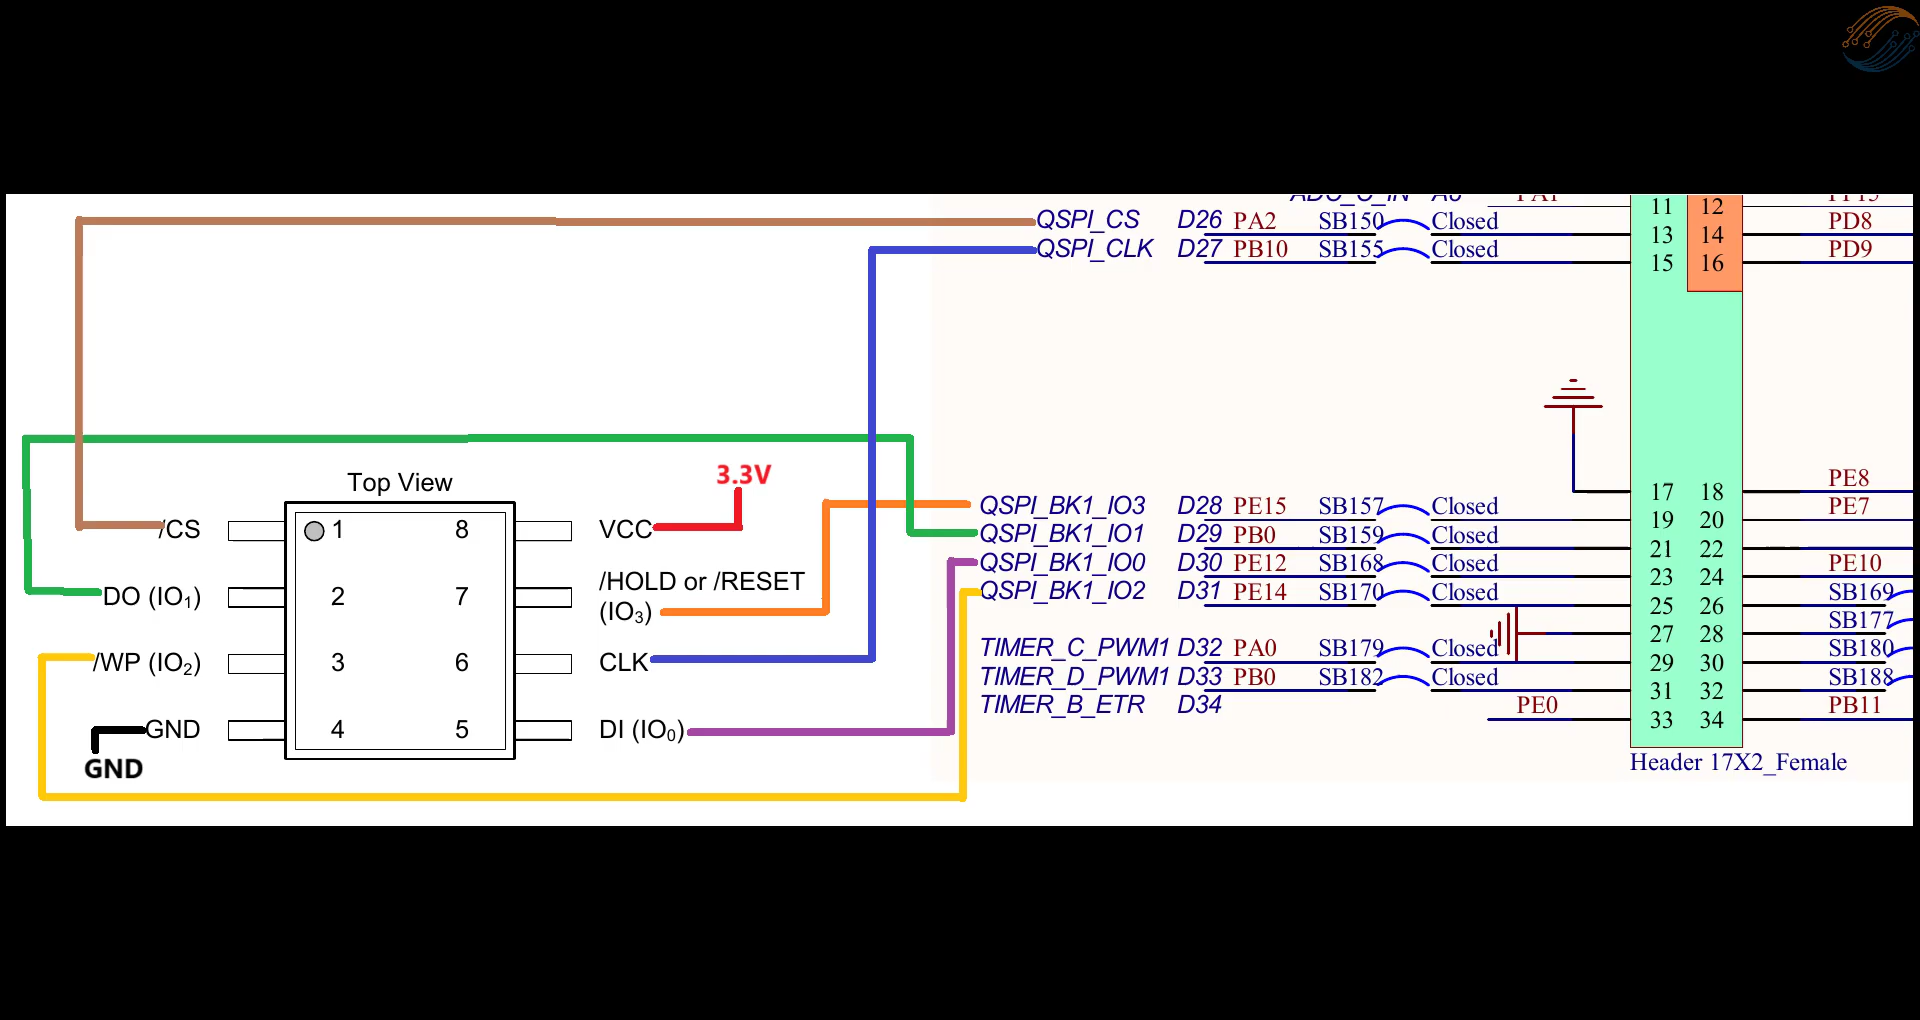 11 12
QSPI_CS D26 PA2 SB150 Closed 13 14 PD8
QSPI_CLK D27 PB10 SB155 Closed 15 16 PD9
Top View
3.3V
/CS 1 8 VCC
DO (IO1) 2 7 /HOLD or /RESET
(IO3)
/WP (IO2) 3 6 CLK
GND 4 5 DI (IO0)
GND
17 18 PE8
QSPI_BK1_IO3 D28 PE15 SB157 Closed 19 20 PE7
QSPI_BK1_IO1 D29 PB0 SB159 Closed 21 22
QSPI_BK1_IO0 D30 PE12 SB168 Closed 23 24 PE10
QSPI_BK1_IO2 D31 PE14 SB170 Closed 25 26 SB169
27 28 SB177
TIMER_C_PWM1 D32 PA0 SB179 Closed 29 30 SB180
TIMER_D_PWM1 D33 PB0 SB182 Closed 31 32 SB188
TIMER_B_ETR D34 PE0 33 34 PB11
Header 17X2_Female